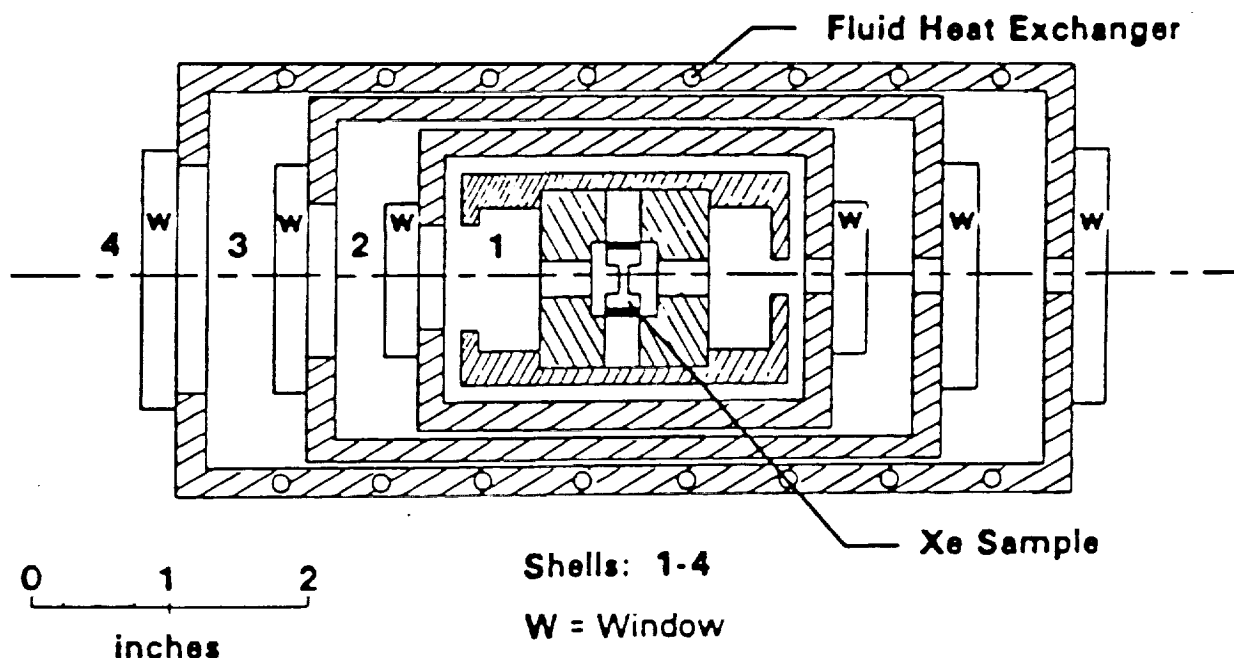 Fluid Heat Exchanger
W W W W W W
4 3 2 1
Xe Sample
Shells: 1-4
0 1 2
W = Window
inches